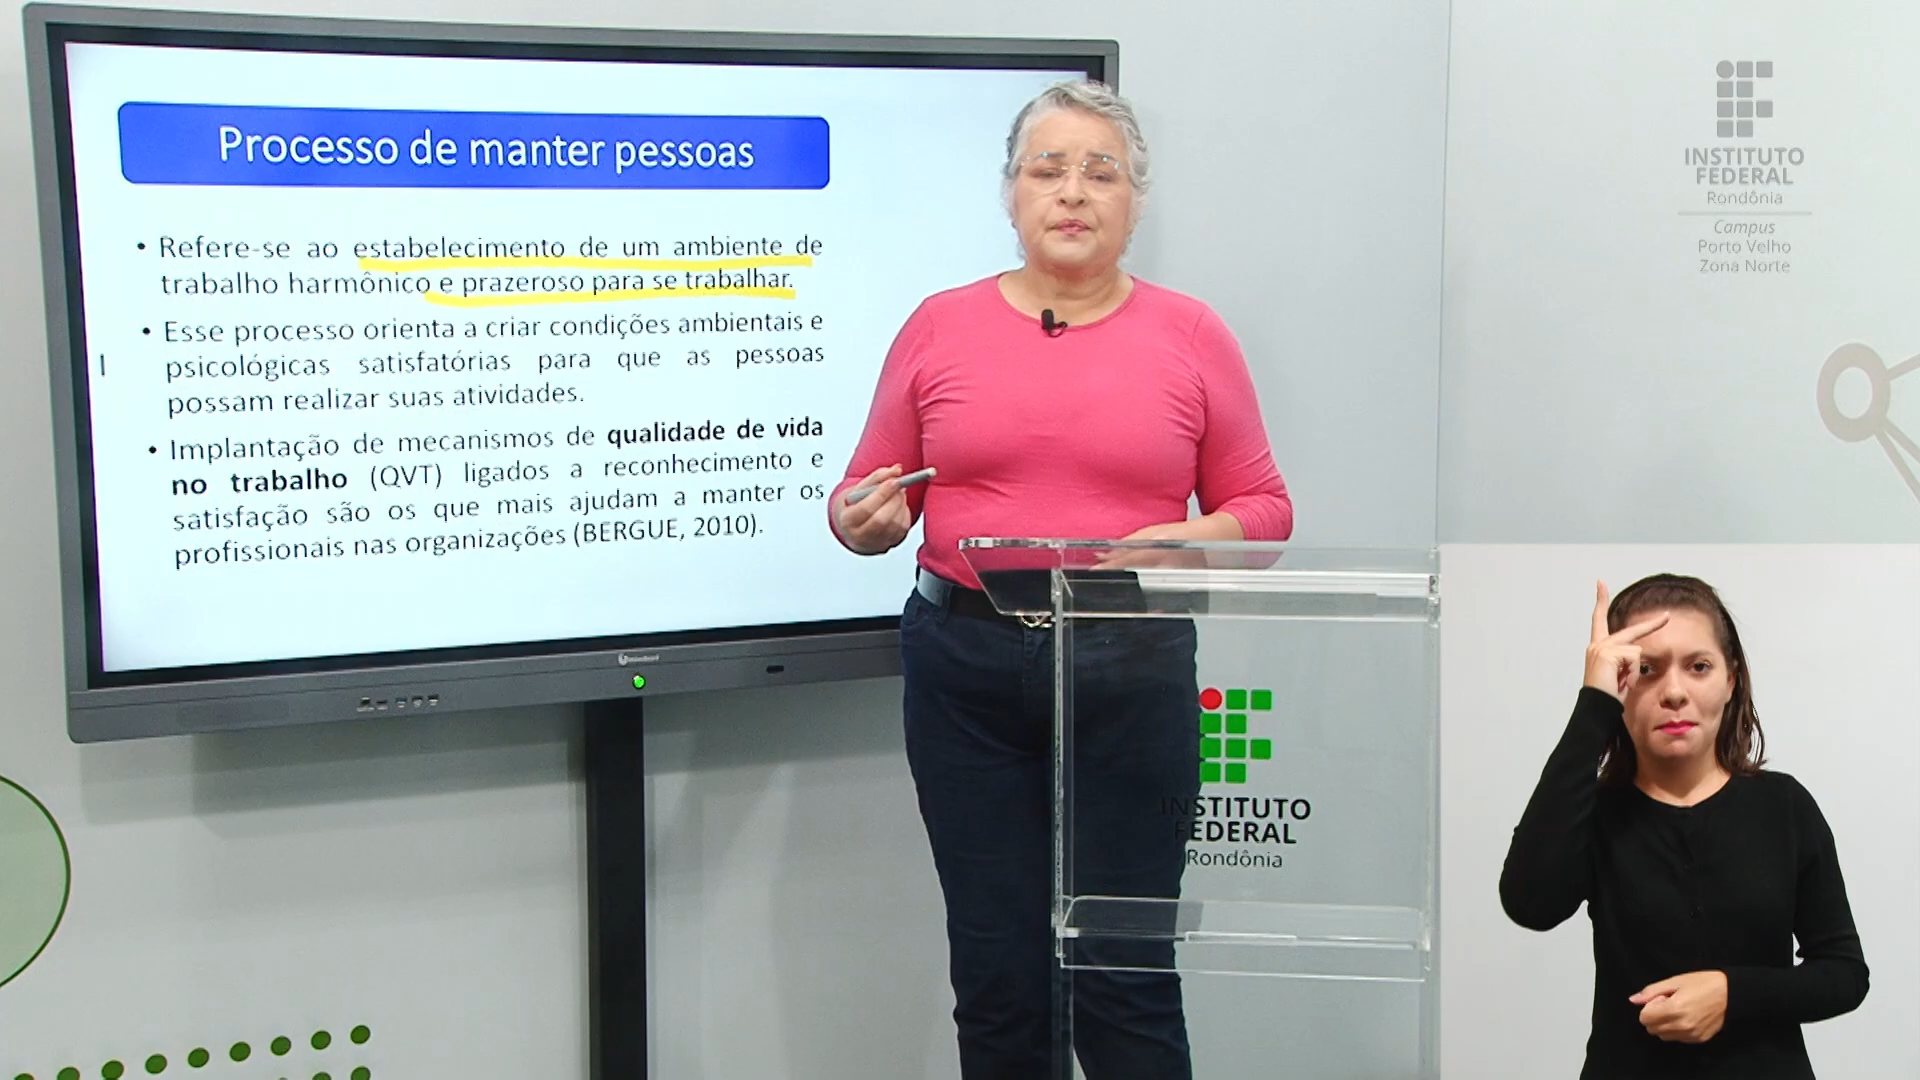 Processo de manter pessoas
• Refere-se ao estabelecimento de um ambiente de
trabalho harmônico e prazeroso para se trabalhar.
• Esse processo orienta a criar condições ambientais e
psicológicas satisfatórias para que as pessoas
possam realizar suas atividades.
• Implantação de mecanismos de qualidade de vida
no trabalho (QVT) ligados a reconhecimento e
satisfação são os que mais ajudam a manter os
profissionais nas organizações (BERGUE, 2010).
INSTITUTO
FEDERAL
Rondônia
Campus
Porto Velho
Zona Norte
INSTITUTO
FEDERAL
Rondônia